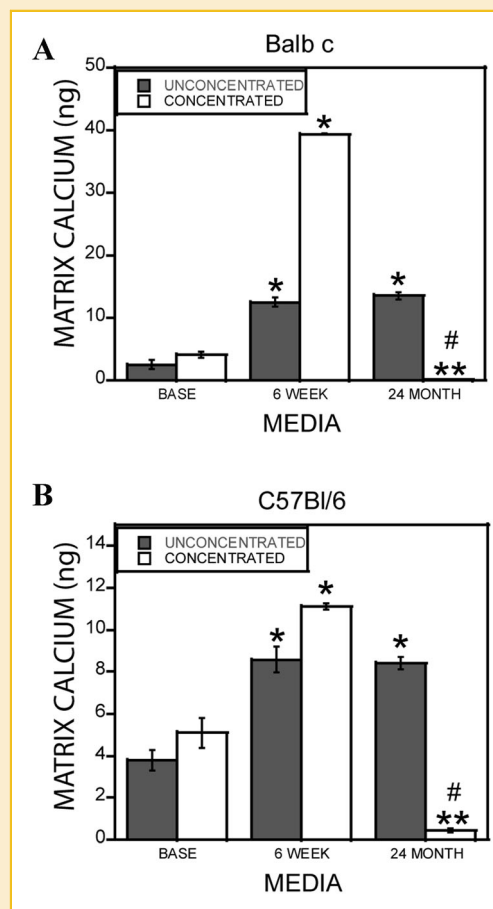 A
Balb c
UNCONCENTRATED
CONCENTRATED
MATRIX CALCIUM (ng)
50
40
30
20
10
0
*
*
*
#
**
BASE
6 WEEK
24 MONTH
MEDIA
B
C57Bl/6
UNCONCENTRATED
CONCENTRATED
MATRIX CALCIUM (ng)
14
12
10
8
6
4
2
0
*
*
*
#
**
BASE
6 WEEK
24 MONTH
MEDIA